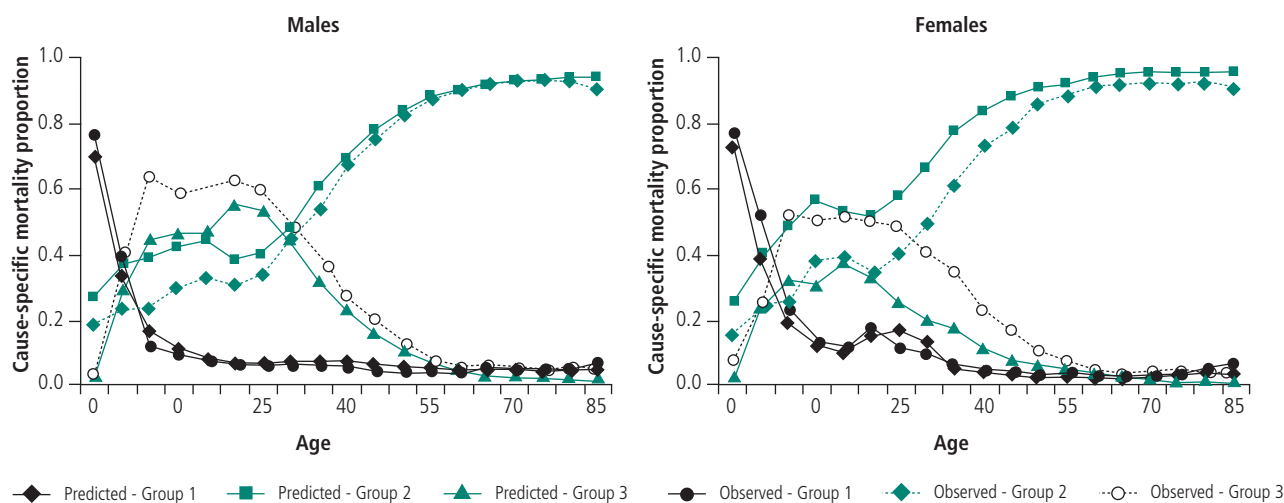 Males
Cause-specific mortality proportion
1.0
0.8
0.6
0.4
0.2
0.0
0 0 25 40 55 70 85
Age
Females
Cause-specific mortality proportion
1.0
0.8
0.6
0.4
0.2
0.0
0 0 25 40 55 70 85
Age
Predicted - Group 1 Predicted - Group 2 Predicted - Group 3 Observed - Group 1 Observed - Group 2 Observed - Group 3